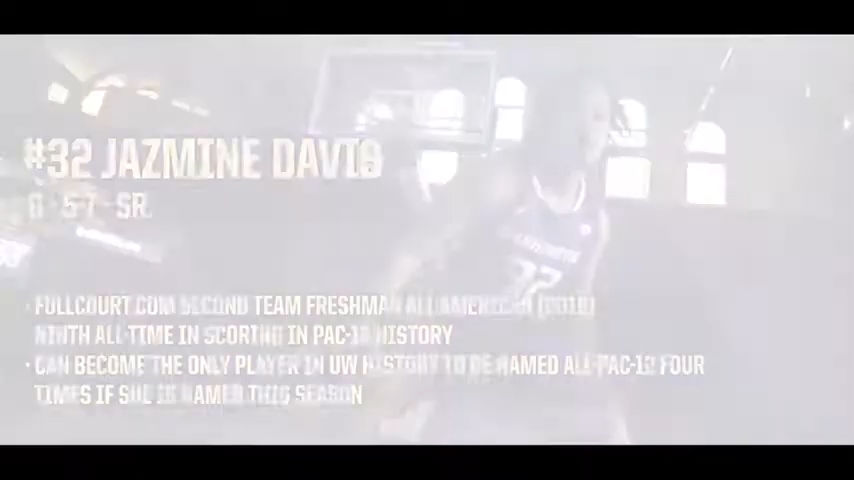 #32 JAZMINE DAVIS
G · 5-7 · SR.
· FULLCOURT.COM SECOND TEAM FRESHMAN ALL-AMERICAN
NINTH ALL-TIME IN SCORING IN PAC-12 HISTORY
· CAN BECOME THE ONLY PLAYER IN UW HISTORY TO BE NAMED ALL-PAC-12 FOUR
TIMES IF SHE IS NAMED THIS SEASON
32